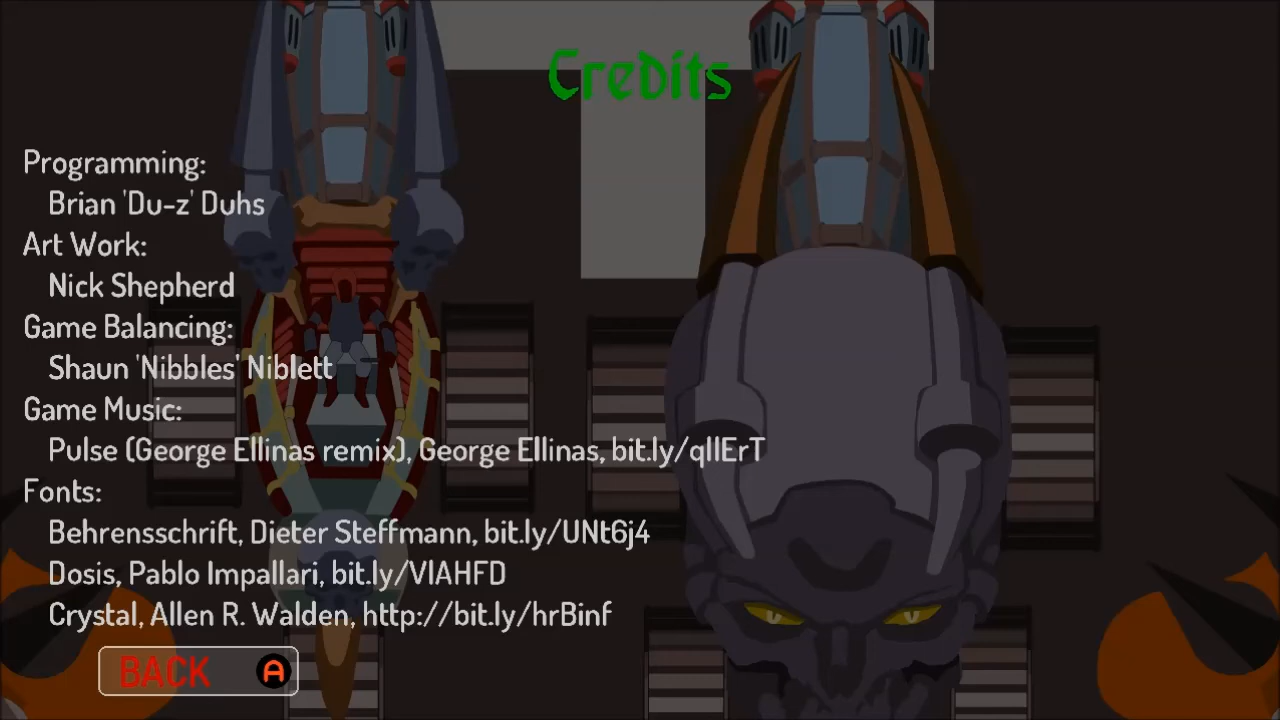 Credits
Programming:
Brian 'Du-z' Duhs
Art Work:
Nick Shepherd
Game Balancing:
Shaun 'Nibbles' Niblett
Game Music:
Pulse (George Ellinas remix), George Ellinas, bit.ly/qIlErT
Fonts:
Behrensschrift, Dieter Steffmann, bit.ly/UNt6j4
Dosis, Pablo Impallari, bit.ly/VIAHFD
Crystal, Allen R. Walden, http://bit.ly/hrBinf
BACK A